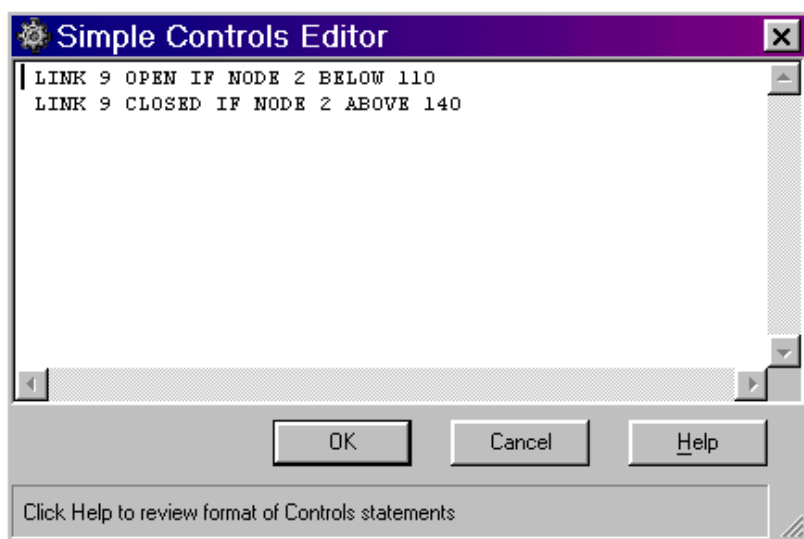 Simple Controls Editor
LINK 9 OPEN IF NODE 2 BELOW 110
LINK 9 CLOSED IF NODE 2 ABOVE 140
OK Cancel Help
Click Help to review format of Controls statements